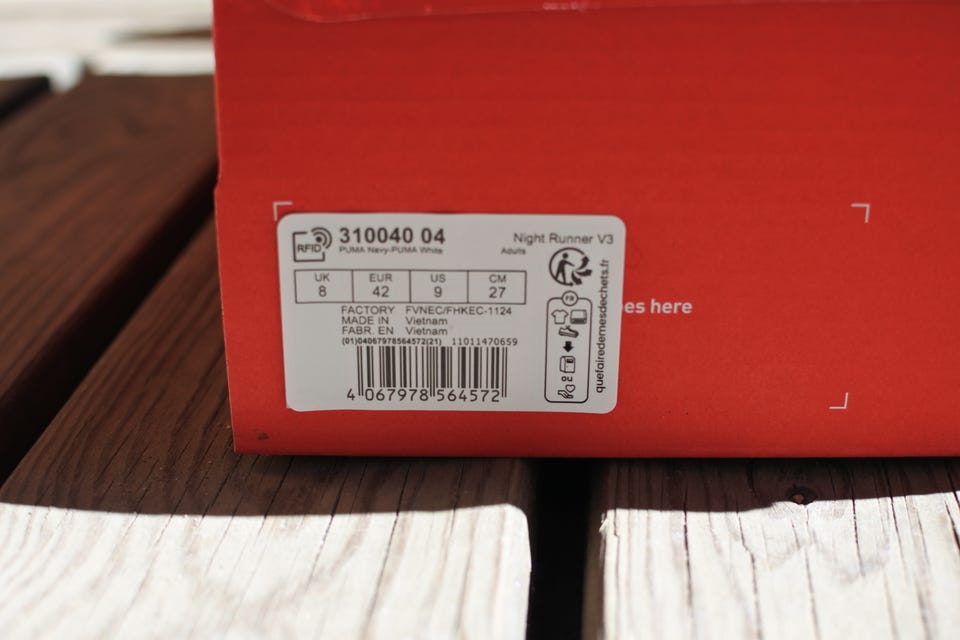 RFID
310040 04
Night Runner V3
PUMA Navy-PUMA White
Adults
UK EUR US CM
8 42 9 27
FACTORY FVNEC/FHKEC-1124
MADE IN Vietnam
FABR. EN Vietnam
(01)04067978564572(21) 11011470659
4 067978 564572
FR
OU
quefairedemesdechets.fr
es here